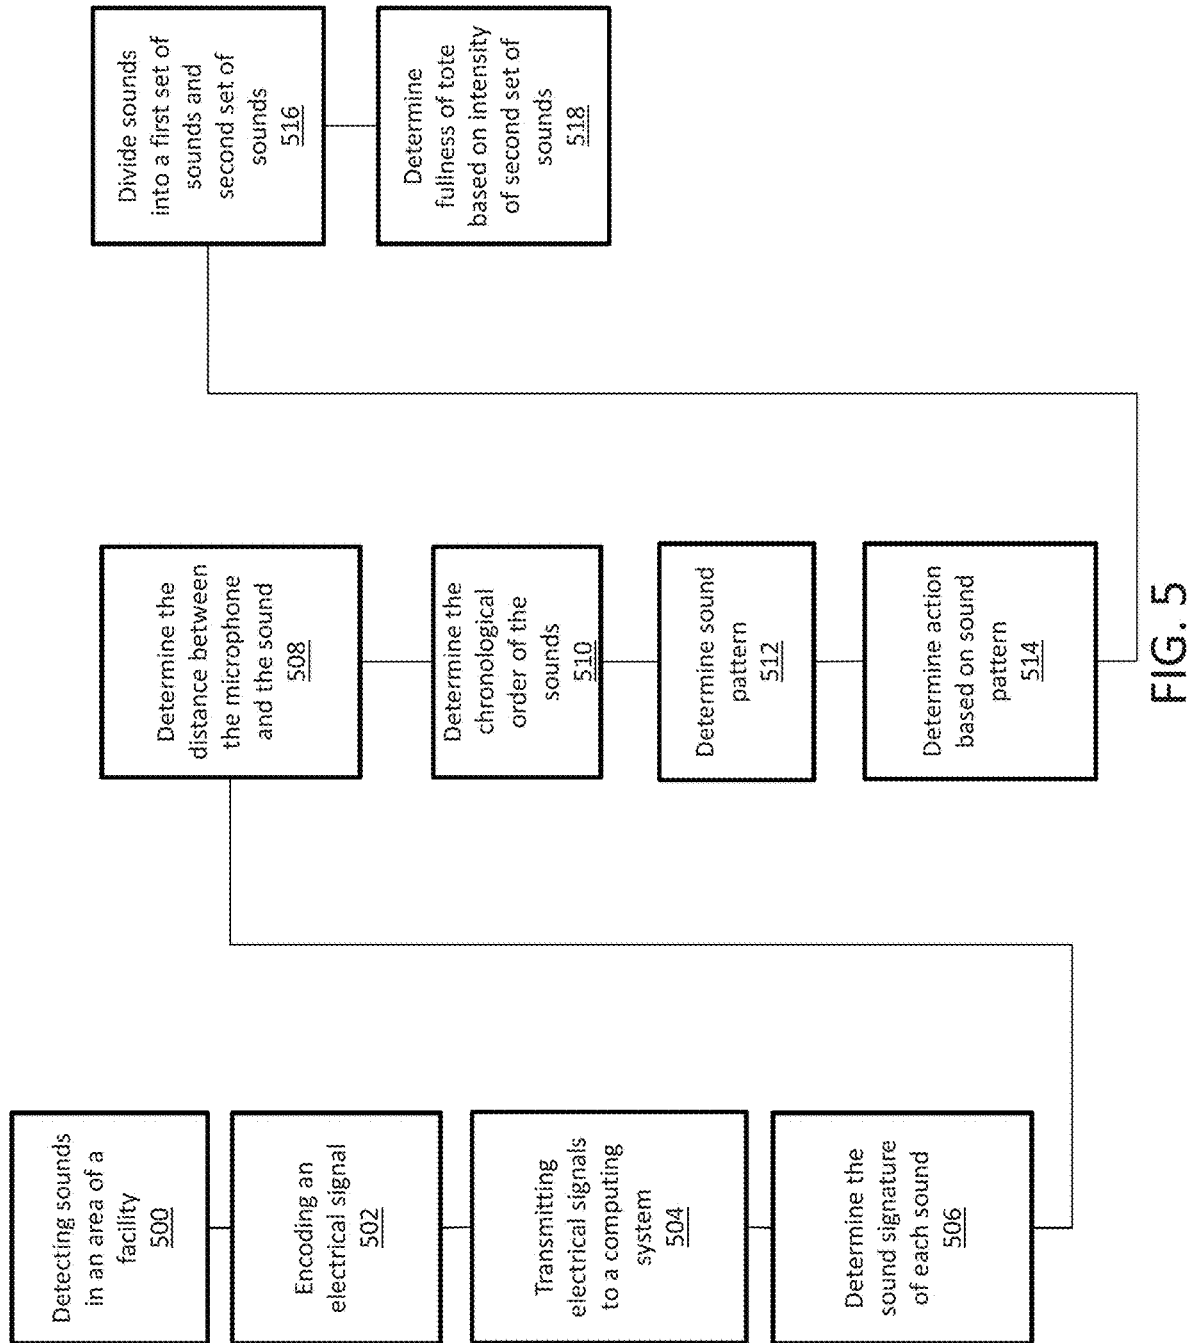 Detecting sounds
in an area of a
facility
500
Encoding an
electrical signal
502
Transmitting
electrical signals
to a computing
system
504
Determine the
sound signature
of each sound
506
Determine the
distance between
the microphone
and the sound
508
Determine the
chronological
order of the
sounds
510
Determine sound
pattern
512
Determine action
based on sound
pattern
514
Divide sounds
into a first set of
sounds and
second set of
sounds
516
Determine
fullness of tote
based on intensity
of second set of
sounds
518
FIG. 5